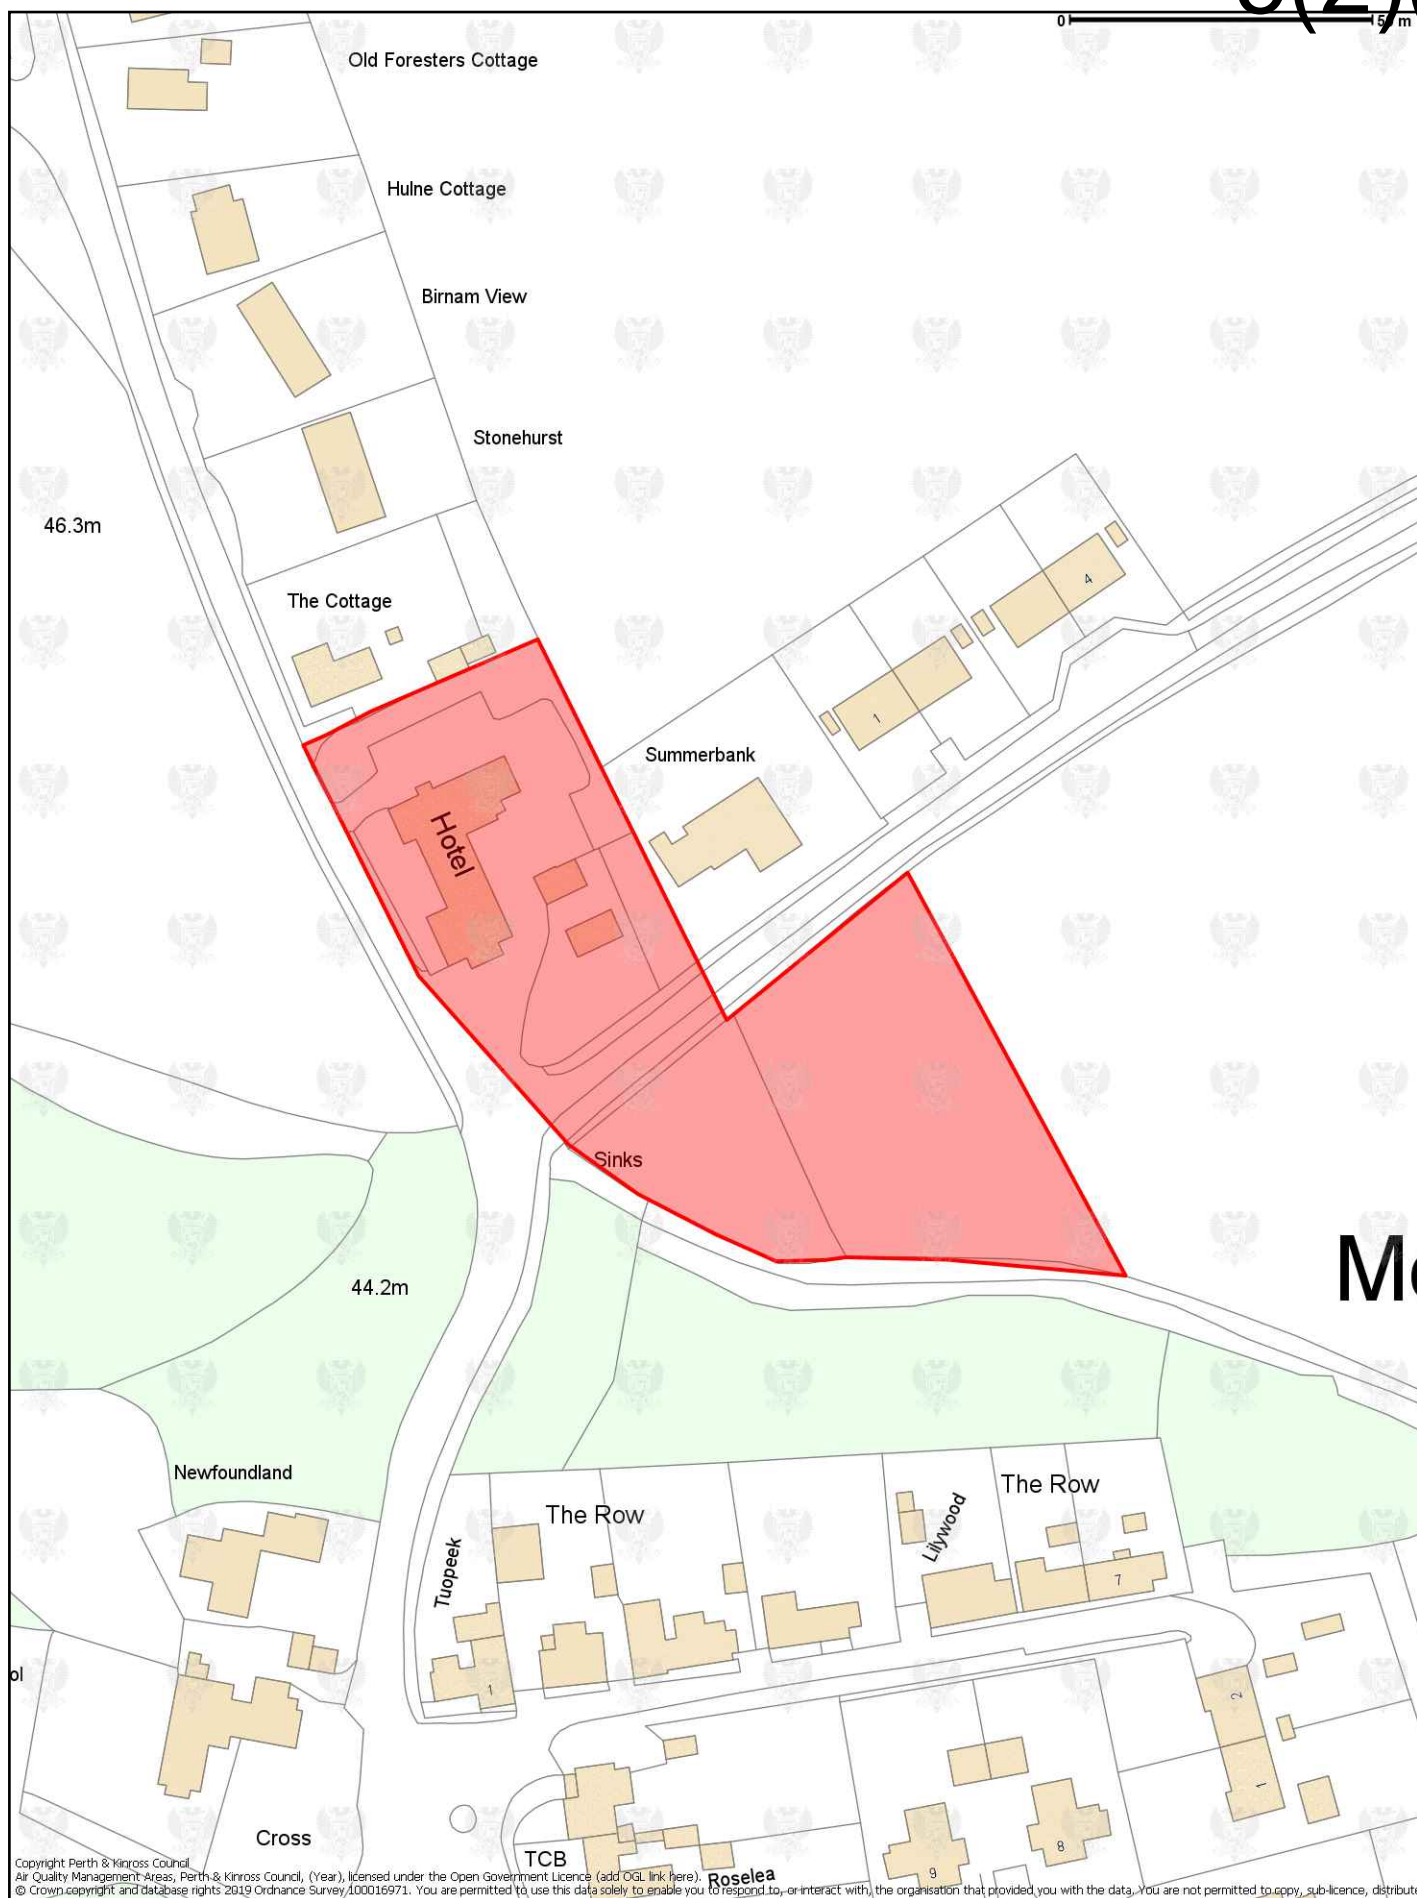 0
50 m
Old Foresters Cottage
Hulne Cottage
Birnam View
Stonehurst
46.3m
The Cottage
4
1
Summerbank
Hotel
Sinks
44.2m
Newfoundland
The Row
The Row
Lilywood
Tuopeek
7
1
2
1
Cross
TCB
Roselea
9
8
Copyright Perth & Kinross Council
Air Quality Management Areas, Perth & Kinross Council, (Year), licensed under the Open Government Licence (add OGL link here).
© Crown copyright and database rights 2019 Ordnance Survey 100016971. You are permitted to use this data solely to enable you to respond to, or interact with, the organisation that provided you with the data. You are not permitted to copy, sub-licence, distribut